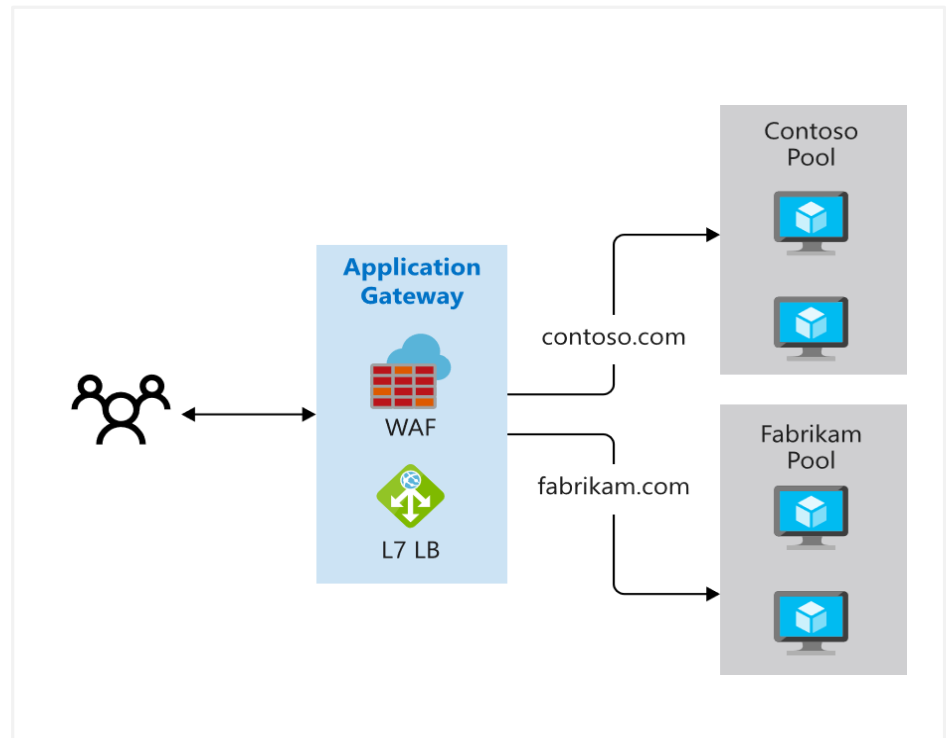 Application
Gateway
WAF
L7 LB
contoso.com
fabrikam.com
Contoso
Pool
Fabrikam
Pool